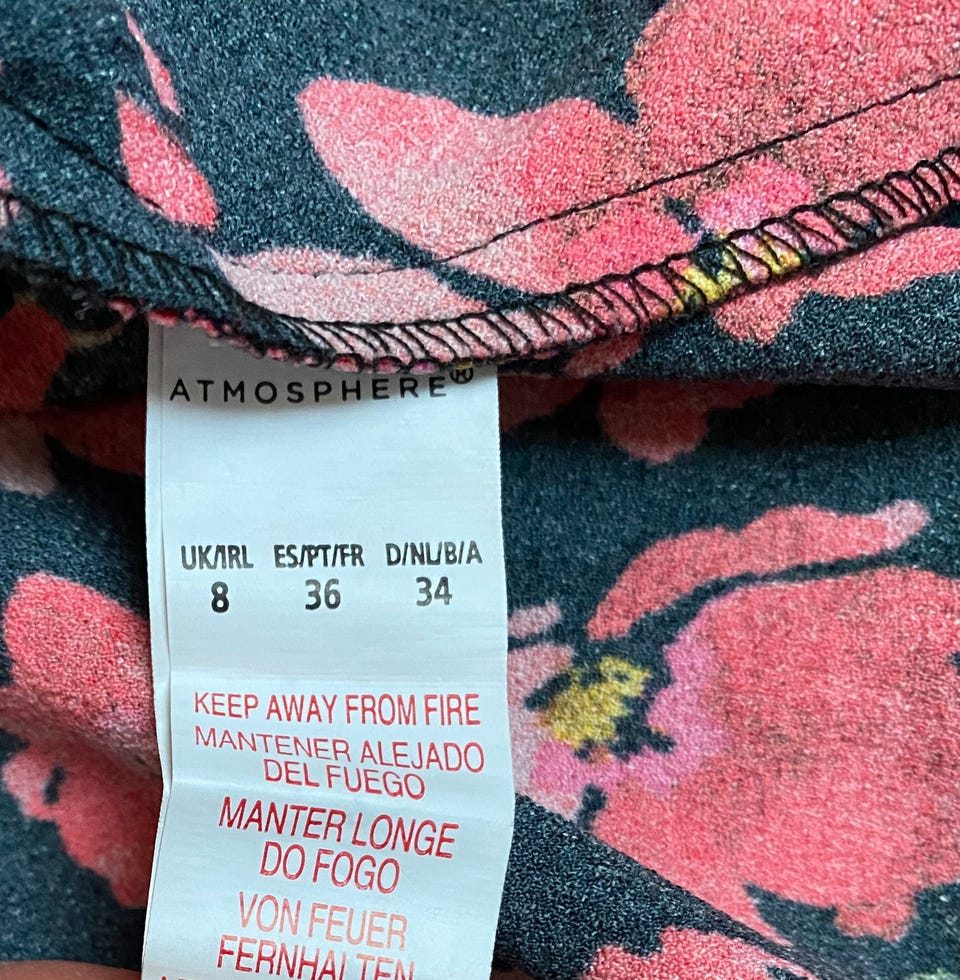 ATMOSPHERE®
UK/IRL ES/PT/FR D/NL/B/A
8 36 34
KEEP AWAY FROM FIRE
MANTENER ALEJADO
DEL FUEGO
MANTER LONGE
DO FOGO
VON FEUER
FERNHALTEN